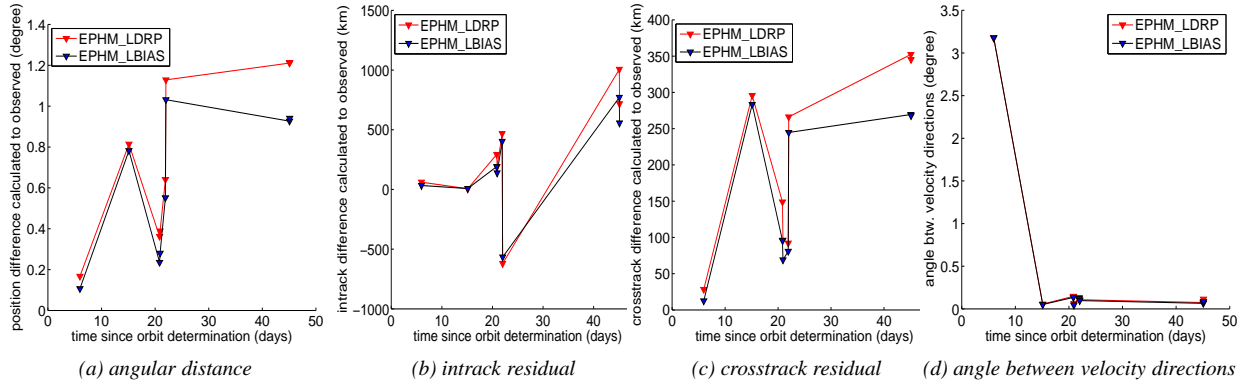 position difference calculated to observed (degree)
1.4
1.2
1
0.8
0.6
0.4
0.2
0
EPHM_LDRP
EPHM_LBIAS
0 10 20 30 40 50
time since orbit determination (days)
(a) angular distance
intrack difference calculated to observed (km)
1500
1000
500
0
−500
−1000
EPHM_LDRP
EPHM_LBIAS
0 10 20 30 40
time since orbit determination (days)
(b) intrack residual
crosstrack difference calculated to observed (km)
400
350
300
250
200
150
100
50
0
EPHM_LDRP
EPHM_LBIAS
0 10 20 30 40
time since orbit determination (days)
(c) crosstrack residual
angle btw. velocity directions (degree)
3.5
3
2.5
2
1.5
1
0.5
0
EPHM_LDRP
EPHM_LBIAS
0 10 20 30 40 50
time since orbit determination (days)
(d) angle between velocity directions